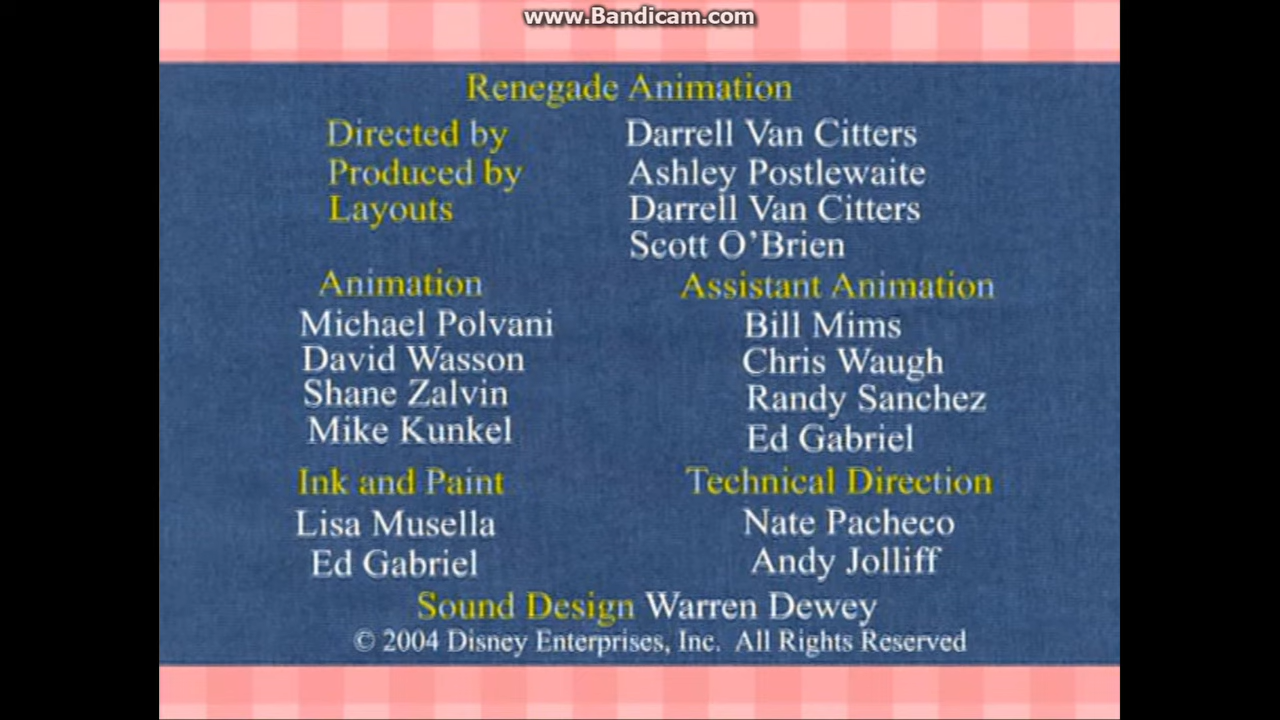 www.Bandicam.com
Renegade Animation
Directed by Darrell Van Citters
Produced by Ashley Postlewaite
Layouts Darrell Van Citters
Scott O'Brien
Animation
Michael Polvani
David Wasson
Shane Zalvin
Mike Kunkel
Assistant Animation
Bill Mims
Chris Waugh
Randy Sanchez
Ed Gabriel
Ink and Paint
Lisa Musella
Ed Gabriel
Technical Direction
Nate Pacheco
Andy Jolliff
Sound Design Warren Dewey
© 2004 Disney Enterprises, Inc. All Rights Reserved